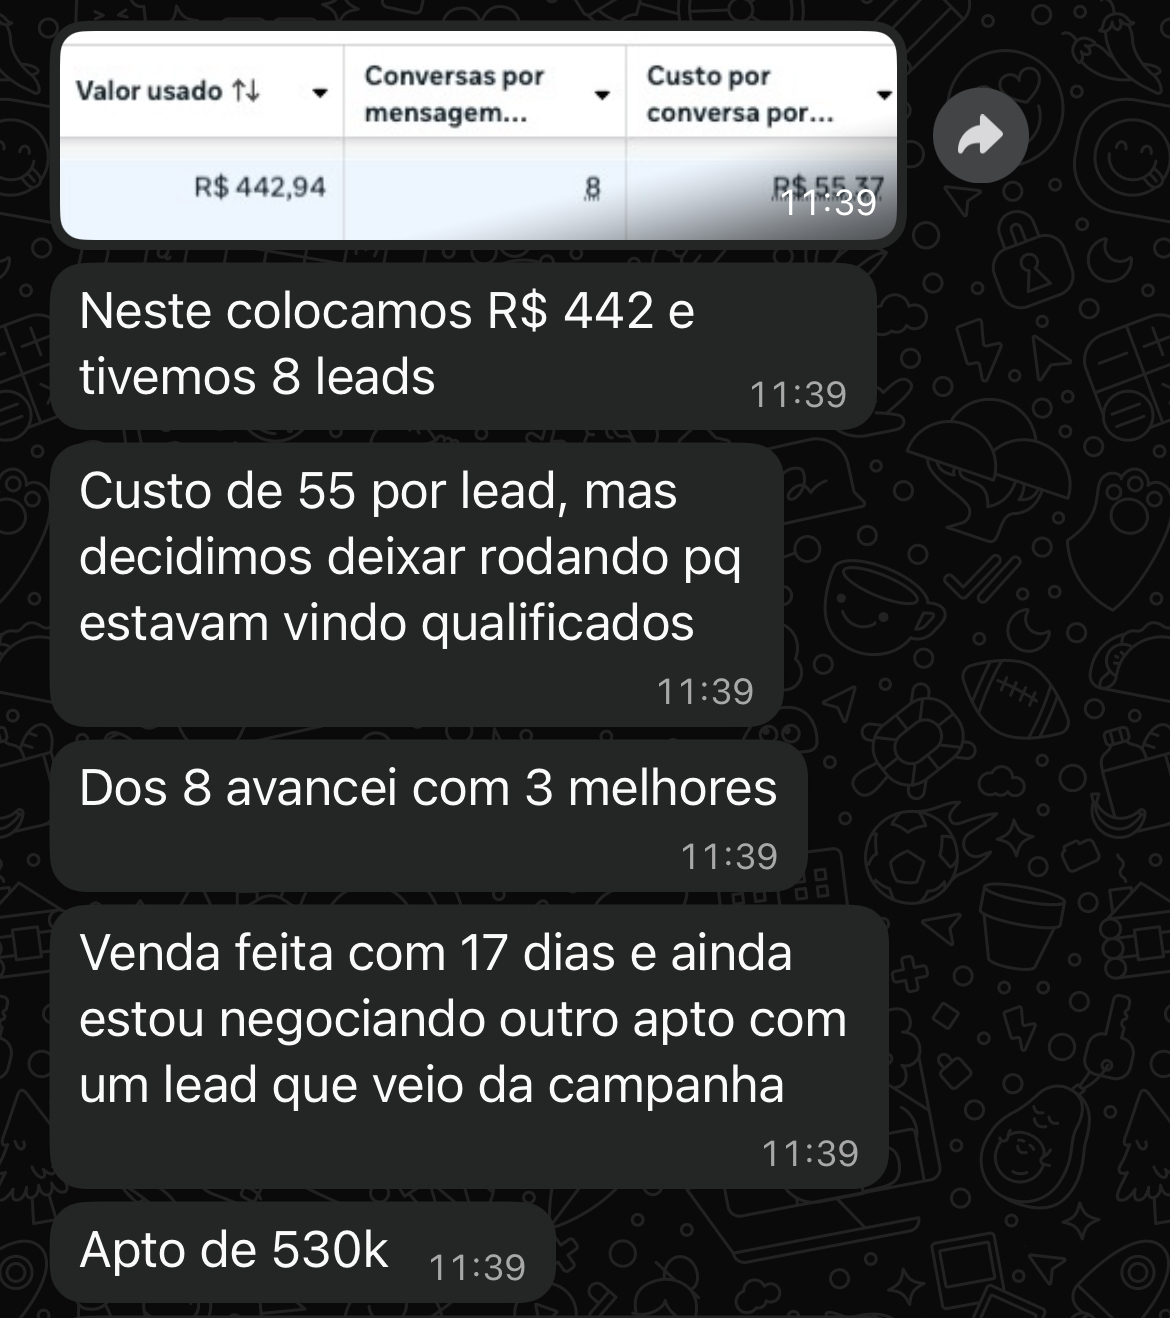 Valor usado ↑↓
Conversas por
mensagem...
Custo por
conversa por...
R$ 442,94
8
R$ 55,37
11:39
Neste colocamos R$ 442 e
tivemos 8 leads
11:39
Custo de 55 por lead, mas
decidimos deixar rodando pq
estavam vindo qualificados
11:39
Dos 8 avancei com 3 melhores
11:39
Venda feita com 17 dias e ainda
estou negociando outro apto com
um lead que veio da campanha
11:39
Apto de 530k 11:39